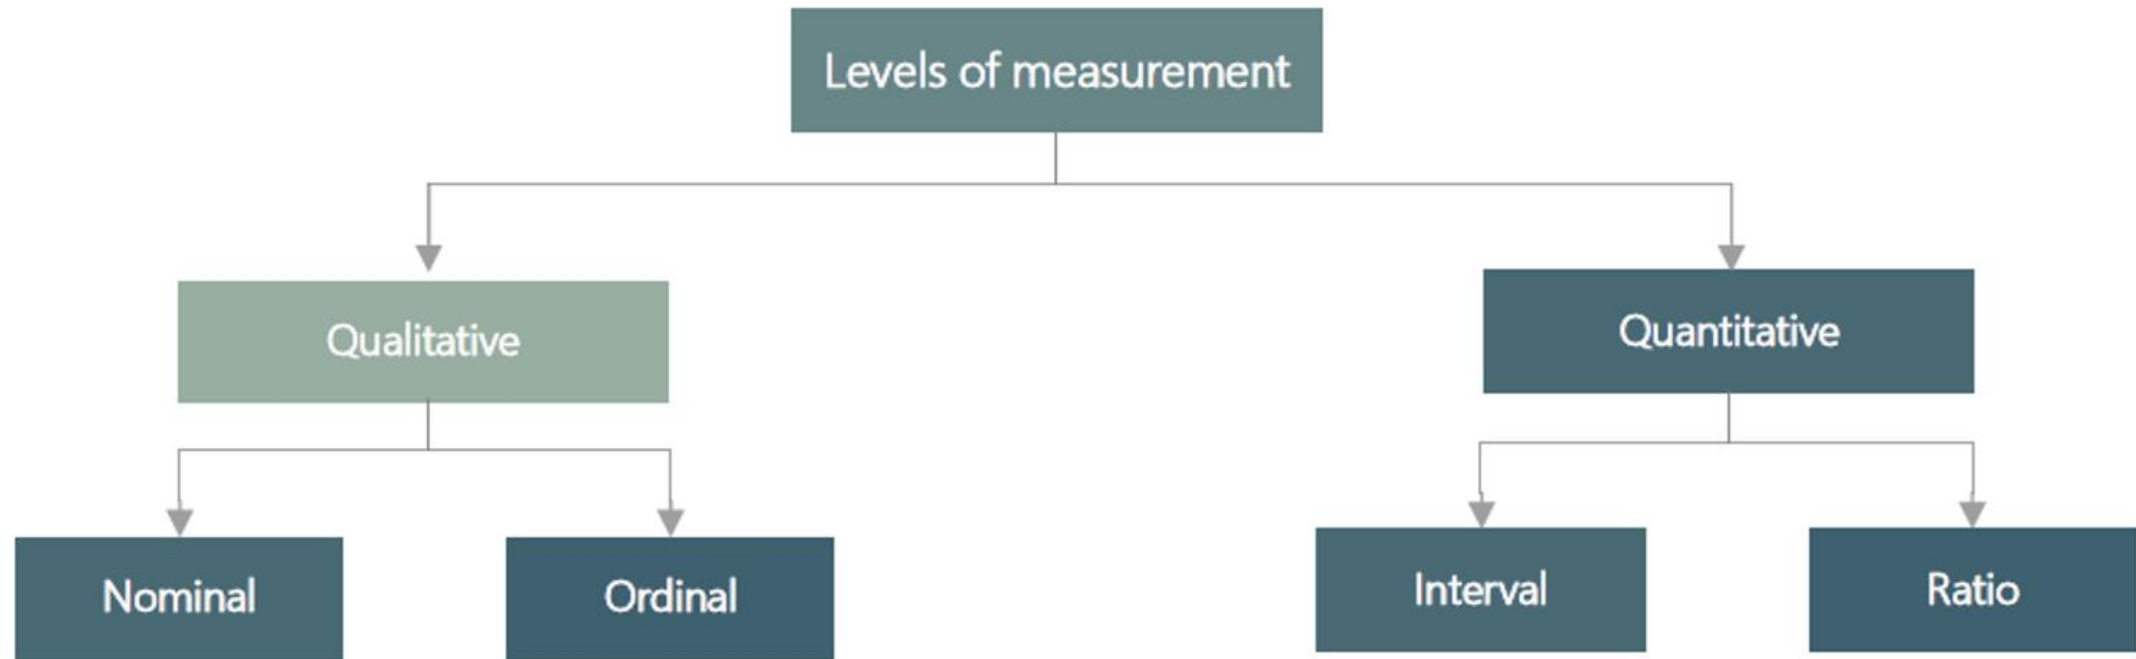 Levels of measurement
Qualitative
Quantitative
Nominal
Ordinal
Interval
Ratio